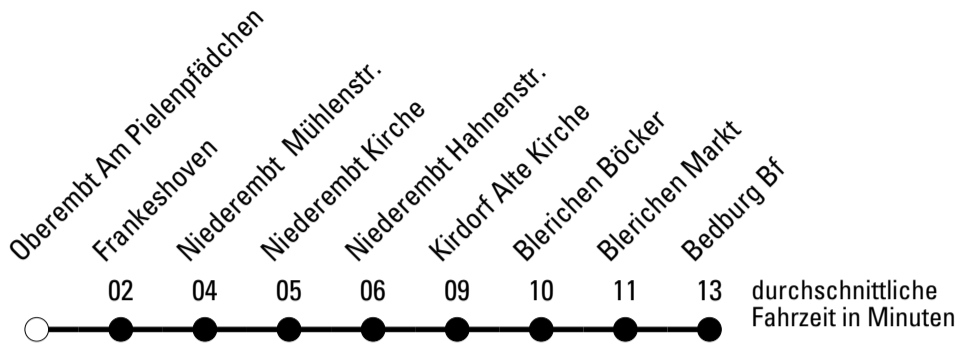 Oberembt Am Pielenpfädchen
Frankeshoven
Niederembt Mühlenstr.
Niederembt Kirche
Niederembt Hahnenstr.
Kirdorf Alte Kirche
Blerichen Böcker
Blerichen Markt
Bedburg Bf
02 04 05 06 09 10 11 13
durchschnittliche
Fahrzeit in Minuten